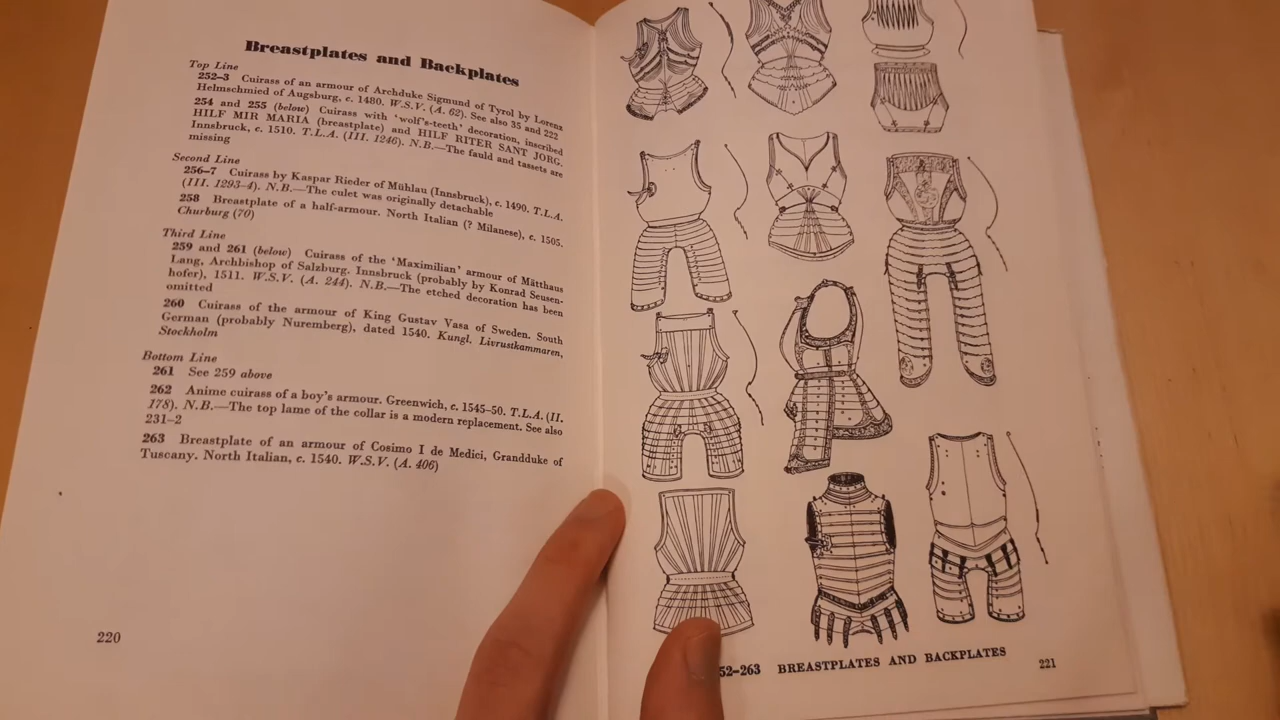 Breastplates and Backplates
Top Line
252–3 Cuirass of an armour of Archduke Sigmund of Tyrol by Lorenz
Helmschmied of Augsburg, c. 1480. W.S.V. (A. 62). See also 35 and 222
254 and 255 (below) Cuirass with 'wolf's-teeth' decoration, inscribed
HILF MIR MARIA (breastplate) and HILF RITER SANT JORG.
Innsbruck, c. 1510. T.L.A. (III. 1246). N.B.—The fauld and tassets are
missing
Second Line
256–7 Cuirass by Kaspar Rieder of Mühlau (Innsbruck), c. 1490. T.L.A.
(III. 1293–4). N.B.—The culet was originally detachable
258 Breastplate of a half-armour. North Italian (? Milanese), c. 1505.
Churburg (70)
Third Line
259 and 261 (below) Cuirass of the 'Maximilian' armour of Mätthaus
Lang, Archbishop of Salzburg. Innsbruck (probably by Konrad Seusen-
hofer), 1511. W.S.V. (A. 244). N.B.—The etched decoration has been
omitted
260 Cuirass of the armour of King Gustav Vasa of Sweden. South
German (probably Nuremberg), dated 1540. Kungl. Livrustkammaren,
Stockholm
Bottom Line
261 See 259 above
262 Anime cuirass of a boy's armour. Greenwich, c. 1545–50. T.L.A. (II.
178). N.B.—The top lame of the collar is a modern replacement. See also
231–2
263 Breastplate of an armour of Cosimo I de Medici, Grandduke of
Tuscany. North Italian, c. 1540. W.S.V. (A. 406)
220
52–263 BREASTPLATES AND BACKPLATES
221